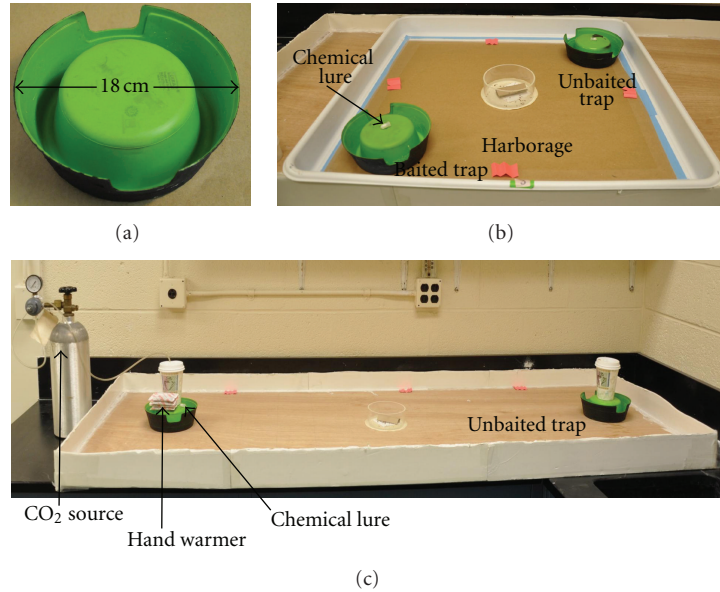 18 cm
(a)
Chemical
lure
Unbaited
trap
Harborage
Baited trap
(b)
Unbaited trap
CO₂ source
Hand warmer
Chemical lure
(c)